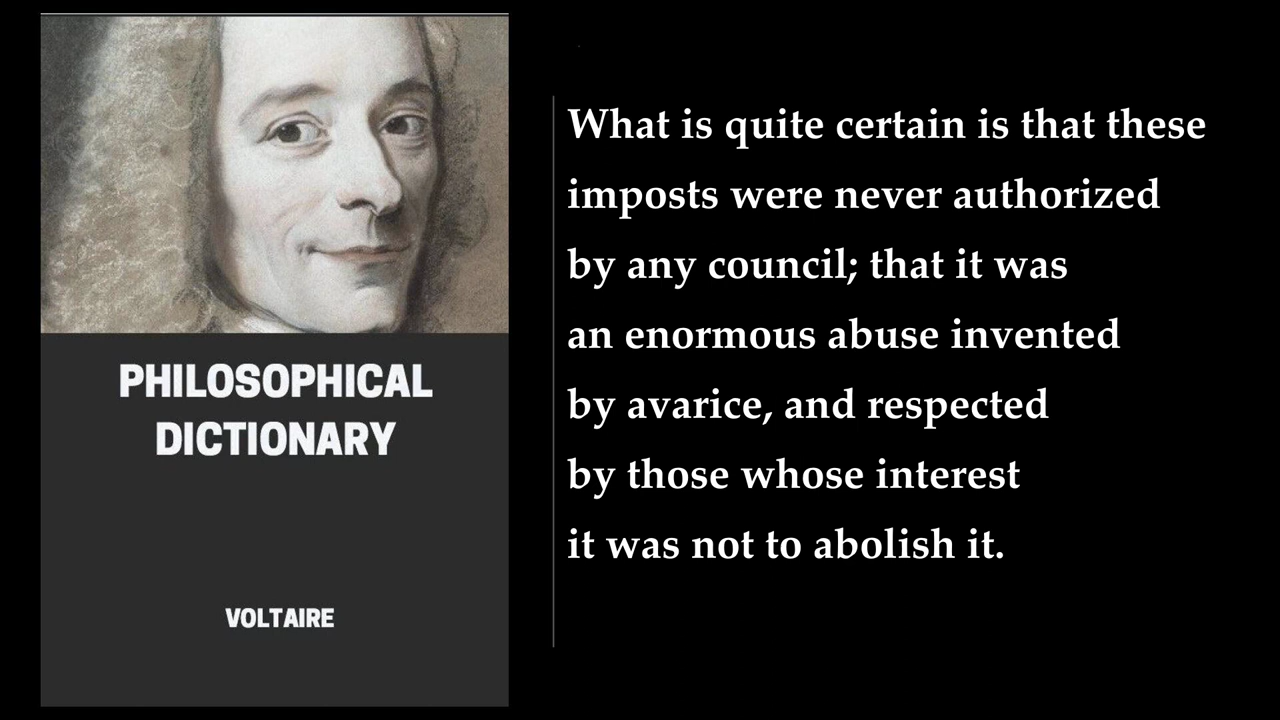 PHILOSOPHICAL
DICTIONARY
VOLTAIRE
What is quite certain is that these
imposts were never authorized
by any council; that it was
an enormous abuse invented
by avarice, and respected
by those whose interest
it was not to abolish it.